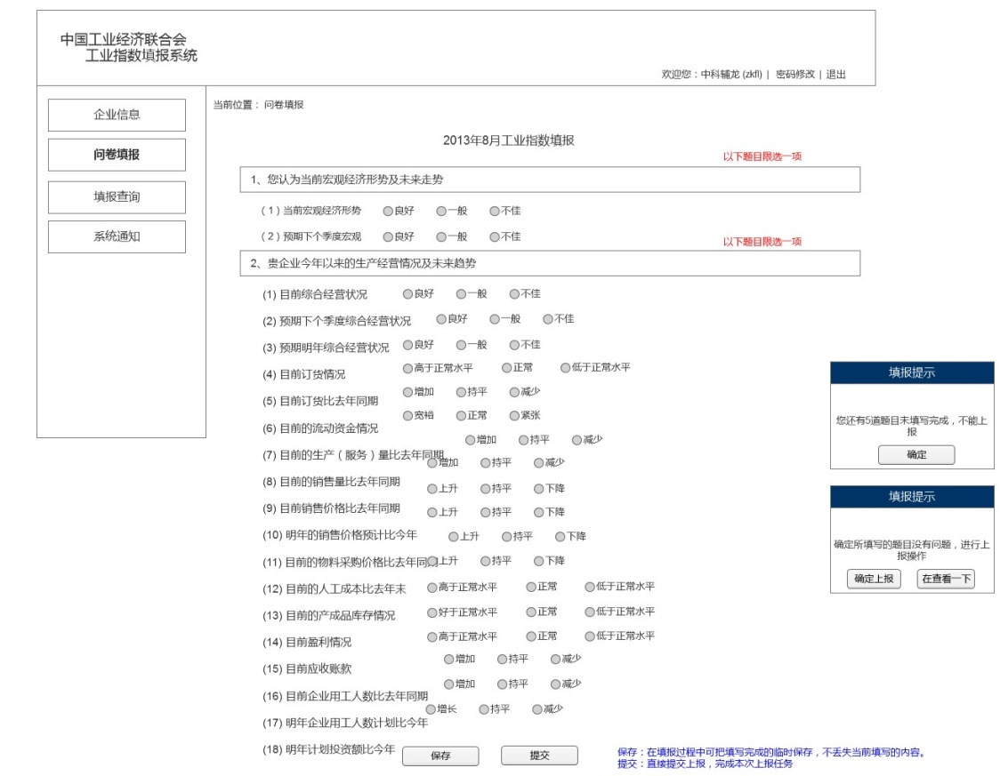 中国工业经济联合会
工业指数填报系统
欢迎您：中科辅龙 (zkfl) | 密码修改 | 退出
企业信息
问卷填报
填报查询
系统通知
当前位置： 问卷填报
2013年8月工业指数填报
以下题目限选一项
1、您认为当前宏观经济形势及未来走势
（1）当前宏观经济形势 良好 一般 不佳
（2）预期下个季度宏观 良好 一般 不佳
以下题目限选一项
2、贵企业今年以来的生产经营情况及未来趋势
(1) 目前综合经营状况 良好 一般 不佳
(2) 预期下个季度综合经营状况 良好 一般 不佳
(3) 预期明年综合经营状况 良好 一般 不佳
(4) 目前订货情况 高于正常水平 正常 低于正常水平
(5) 目前订货比去年同期 增加 持平 减少
(6) 目前的流动资金情况 宽裕 正常 紧张
(7) 目前的生产（服务）量比去年同期 增加 持平 减少
(8) 目前的销售量比去年同期 增加 持平 减少
(9) 目前销售价格比去年同期 上升 持平 下降
(10) 明年的销售价格预计比今年 上升 持平 下降
(11) 目前的物料采购价格比去年同 上升 持平 下降
(12) 目前的人工成本比去年末 上升 持平 下降
(13) 目前的产成品库存情况 高于正常水平 正常 低于正常水平
(14) 目前盈利情况 好于正常水平 正常 低于正常水平
(15) 目前应收账款 高于正常水平 正常 低于正常水平
(16) 目前企业用工人数比去年同期 增加 持平 减少
(17) 明年企业用工人数计划比今年 增加 持平 减少
(18) 明年计划投资额比今年 增长 持平 减少
保存 提交
保存：在填报过程中可把填写完成的临时保存，不丢失当前填写的内容。
提交：直接提交上报，完成本次上报任务
填报提示
您还有5道题目未填写完成，不能上
报
确定
填报提示
确定所填写的题目没有问题，进行上
报操作
确定上报 在查看一下